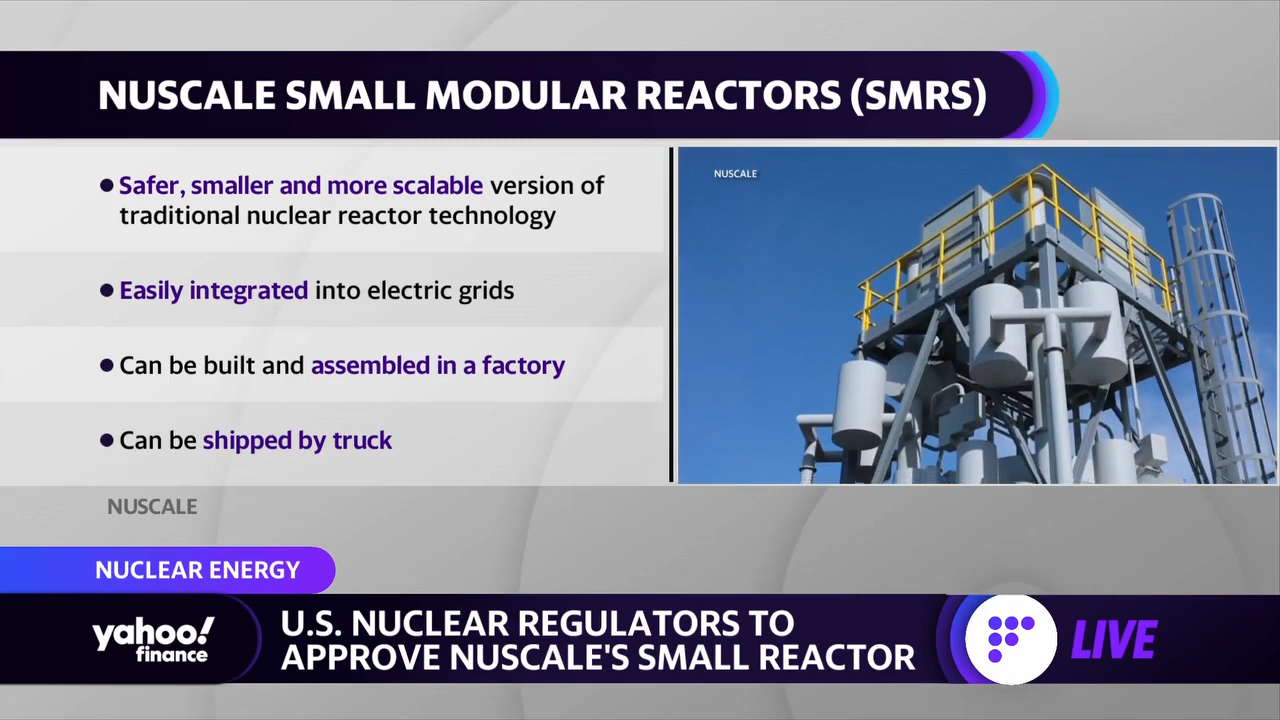 NUSCALE SMALL MODULAR REACTORS (SMRS)
● Safer, smaller and more scalable version of
traditional nuclear reactor technology
● Easily integrated into electric grids
● Can be built and assembled in a factory
● Can be shipped by truck
NUSCALE
NUSCALE
NUCLEAR ENERGY
yahoo!
finance
U.S. NUCLEAR REGULATORS TO
APPROVE NUSCALE'S SMALL REACTOR
LIVE